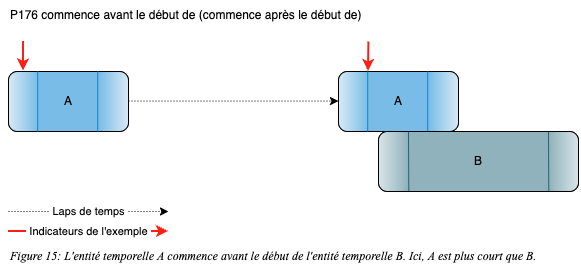 P176 commence avant le début de (commence après le début de)
A
A
B
Laps de temps
Indicateurs de l'exemple
Figure 15: L'entité temporelle A commence avant le début de l'entité temporelle B. Ici, A est plus court que B.